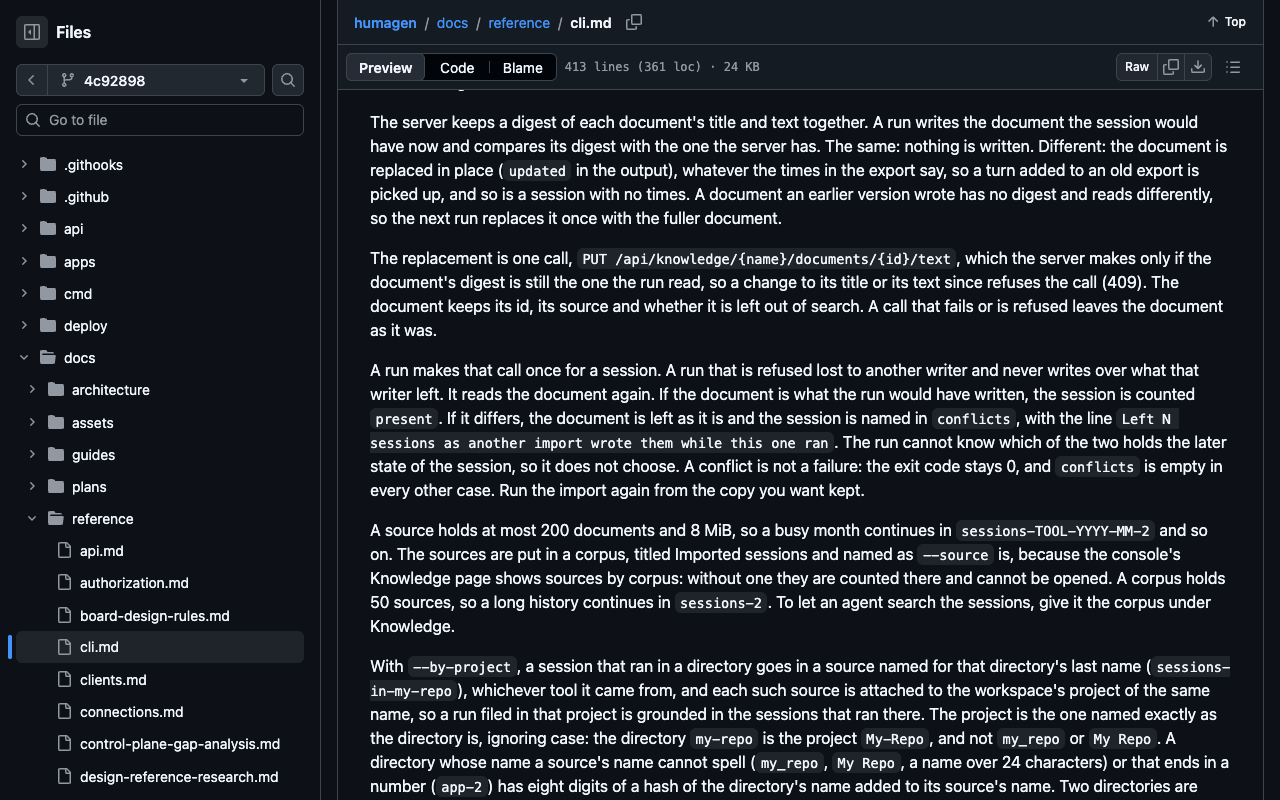 Files
4c92898
Go to file
.githooks
.github
api
apps
cmd
deploy
docs
architecture
assets
guides
plans
reference
api.md
authorization.md
board-design-rules.md
cli.md
clients.md
connections.md
control-plane-gap-analysis.md
design-reference-research.md
humagen / docs / reference / cli.md
Top
Preview Code Blame 413 lines (361 loc) · 24 KB
Raw
The server keeps a digest of each document's title and text together. A run writes the document the session would
have now and compares its digest with the one the server has. The same: nothing is written. Different: the document is
replaced in place (updated in the output), whatever the times in the export say, so a turn added to an old export is
picked up, and so is a session with no times. A document an earlier version wrote has no digest and reads differently,
so the next run replaces it once with the fuller document.
The replacement is one call, PUT /api/knowledge/{name}/documents/{id}/text, which the server makes only if the
document's digest is still the one the run read, so a change to its title or its text since refuses the call (409). The
document keeps its id, its source and whether it is left out of search. A call that fails or is refused leaves the document
as it was.
A run makes that call once for a session. A run that is refused lost to another writer and never writes over what that
writer left. It reads the document again. If the document is what the run would have written, the session is counted
present. If it differs, the document is left as it is and the session is named in conflicts, with the line Left N
sessions as another import wrote them while this one ran. The run cannot know which of the two holds the later
state of the session, so it does not choose. A conflict is not a failure: the exit code stays 0, and conflicts is empty in
every other case. Run the import again from the copy you want kept.
A source holds at most 200 documents and 8 MiB, so a busy month continues in sessions-TOOL-YYYY-MM-2 and so
on. The sources are put in a corpus, titled Imported sessions and named as --source is, because the console's
Knowledge page shows sources by corpus: without one they are counted there and cannot be opened. A corpus holds
50 sources, so a long history continues in sessions-2. To let an agent search the sessions, give it the corpus under
Knowledge.
With --by-project, a session that ran in a directory goes in a source named for that directory's last name (sessions-
in-my-repo), whichever tool it came from, and each such source is attached to the workspace's project of the same
name, so a run filed in that project is grounded in the sessions that ran there. The project is the one named exactly as
the directory is, ignoring case: the directory my-repo is the project My-Repo, and not my_repo or My Repo. A
directory whose name a source's name cannot spell (my_repo, My Repo, a name over 24 characters) or that ends in a
number (app-2) has eight digits of a hash of the directory's name added to its source's name. Two directories are